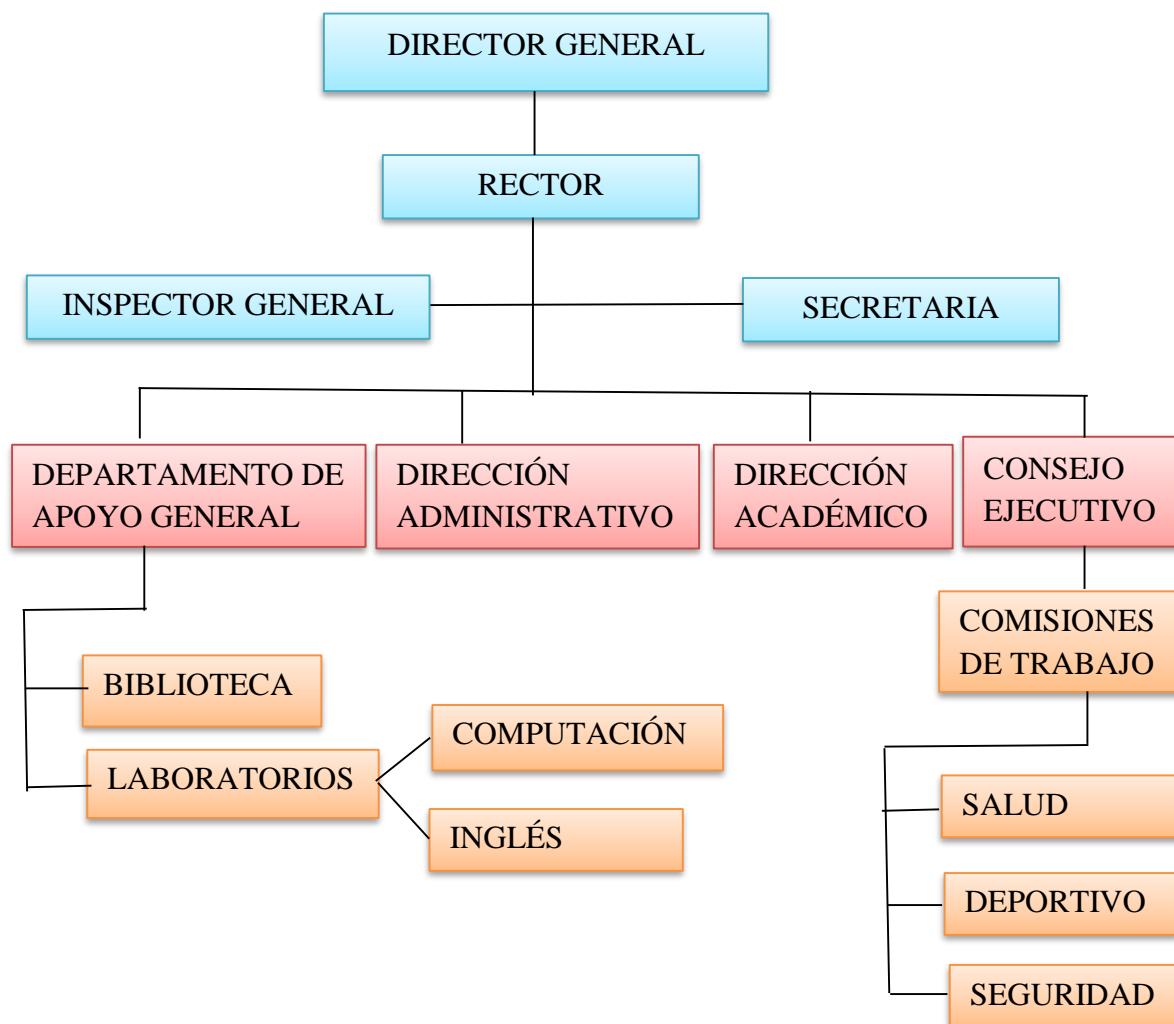 DIRECTOR GENERAL
RECTOR
INSPECTOR GENERAL
SECRETARIA
DEPARTAMENTO DE
APOYO GENERAL
DIRECCIÓN
ADMINISTRATIVO
DIRECCIÓN
ACADÉMICO
CONSEJO
EJECUTIVO
COMISIONES
DE TRABAJO
BIBLIOTECA
LABORATORIOS
COMPUTACIÓN
INGLÉS
SALUD
DEPORTIVO
SEGURIDAD